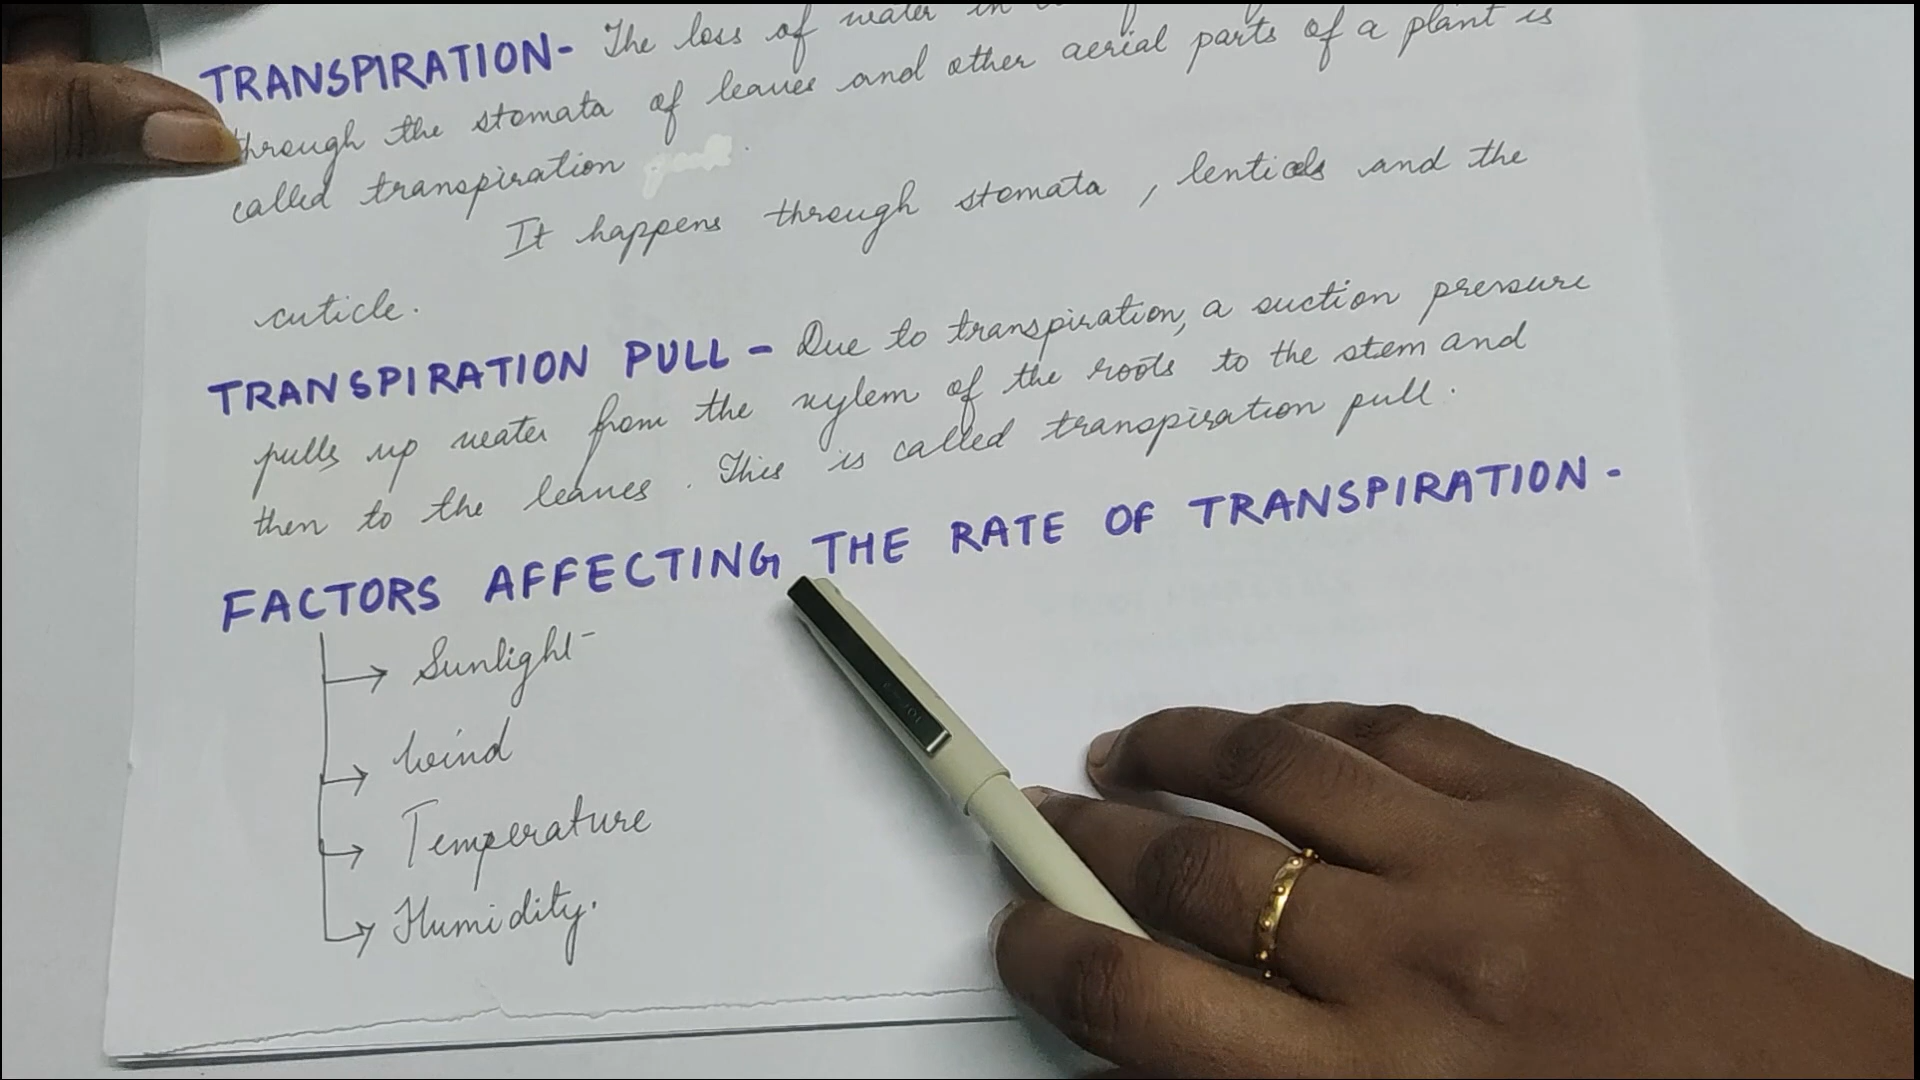 TRANSPIRATION- The loss of water in
through the stomata of leaves and other aerial parts of a plant is
called transpiration
It happens through stomata, lenticels and the
cuticle.
TRANSPIRATION PULL - Due to transpiration, a suction pressure
pulls up water from the xylem of the roots to the stem and
then to the leaves. This is called transpiration pull.
FACTORS AFFECTING THE RATE OF TRANSPIRATION -
→ Sunlight-
→ Wind
→ Temperature
→ Humidity.